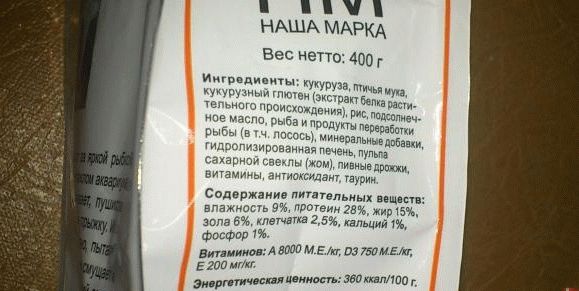 НАША МАРКА
Вес нетто: 400 г
Ингредиенты: кукуруза, птичья мука,
кукурузный глютен (экстракт белка расти-
тельного происхождения), рис, подсолнеч-
ное масло, рыба и продукты переработки
рыбы (в т.ч. лосось), минеральные добавки,
гидролизированная печень, пульпа
сахарной свеклы (жом), пивные дрожжи,
витамины, антиоксидант, таурин.
Содержание питательных веществ:
влажность 9%, протеин 28%, жир 15%,
зола 6%, клетчатка 2,5%, кальций 1%,
фосфор 1%.
Витаминов: А 8000 М.Е./кг, D3 750 М.Е./кг,
Е 200 мг/кг.
Энергетическая ценность: 360 ккал/100 г.
за яркой